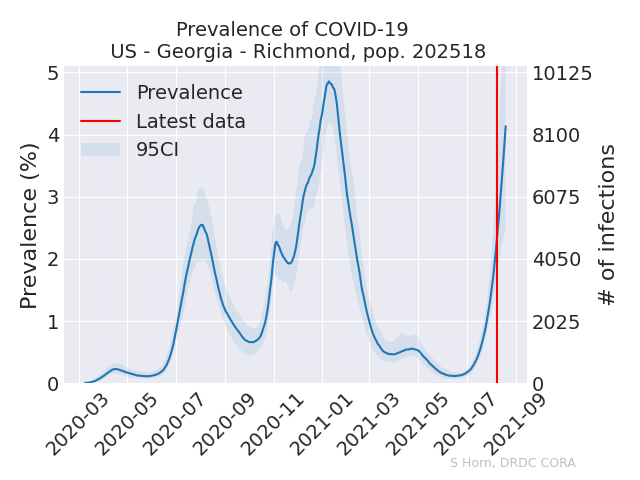 Prevalence of COVID-19
US - Georgia - Richmond, pop. 202518
Prevalence (%)
5
4
3
2
1
0
Prevalence
Latest data
95CI
10125
8100
6075
4050
2025
0
# of infections
2020-03
2020-05
2020-07
2020-09
2020-11
2021-01
2021-03
2021-05
2021-07
2021-09
S Horn, DRDC CORA